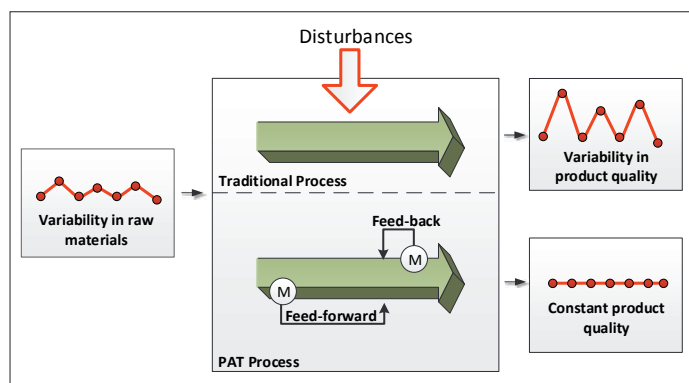 Disturbances
Variability in raw
materials
Traditional Process
Variability in
product quality
Feed-back
M
M
Feed-forward
PAT Process
Constant product
quality